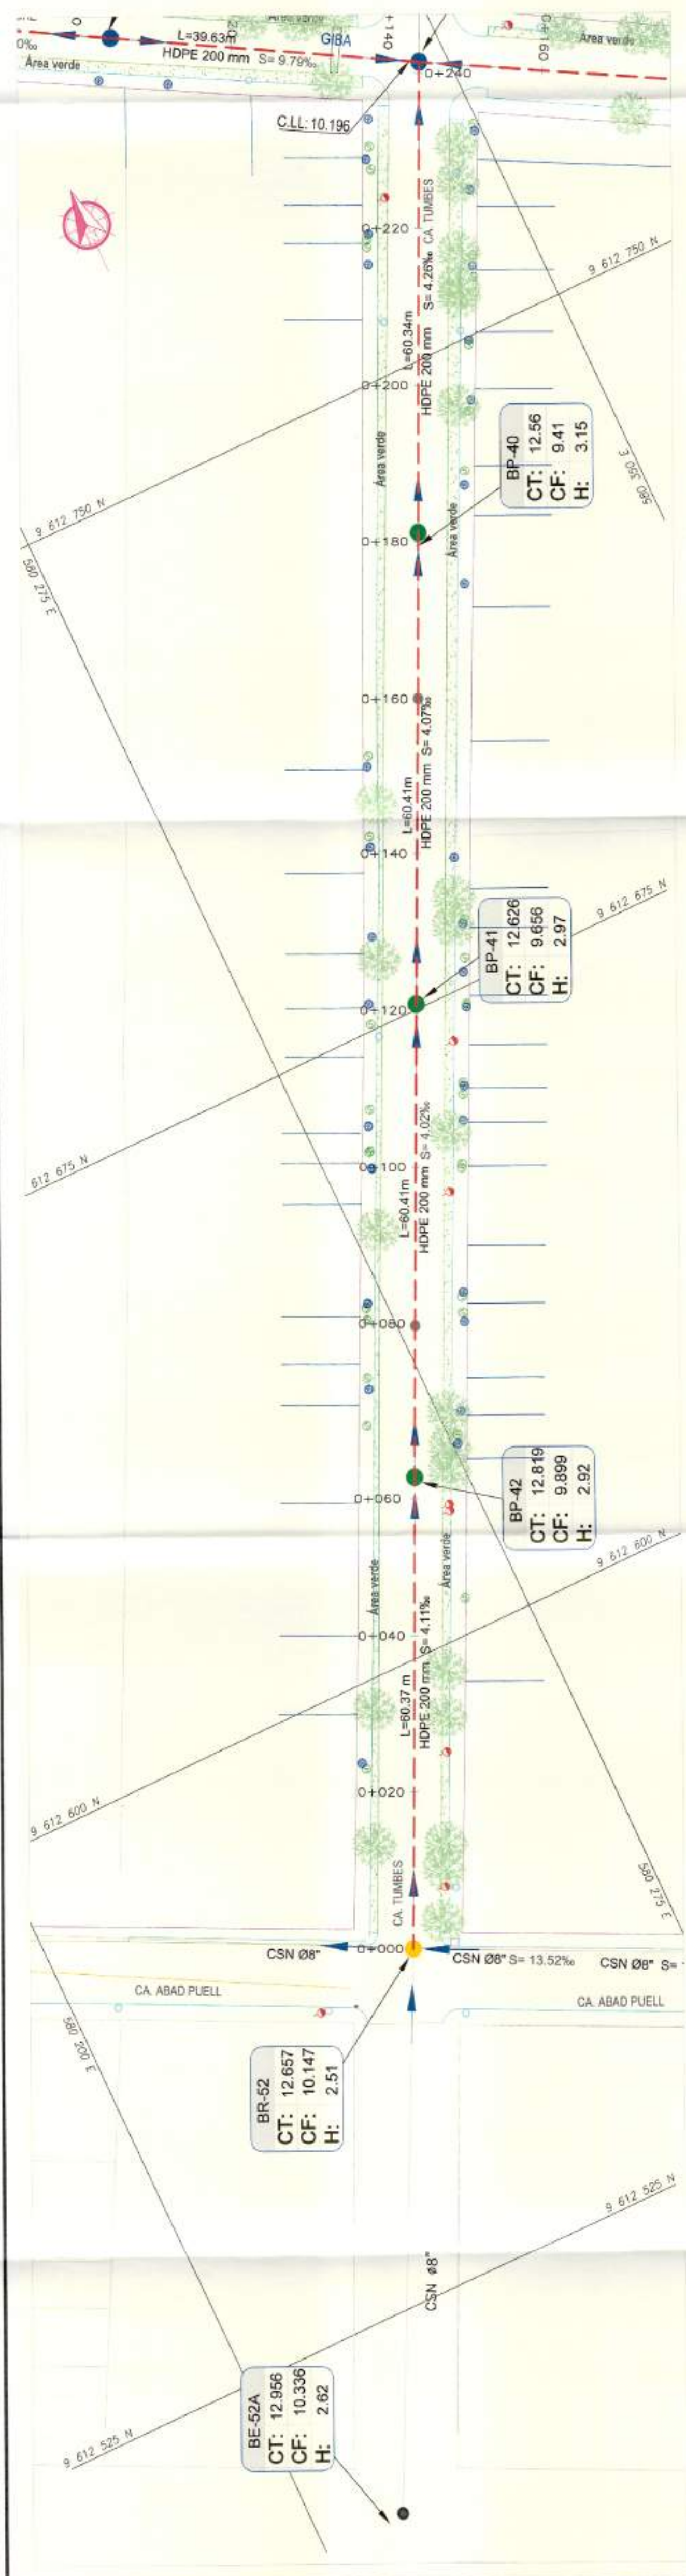 L=39.63m
HDPE 200 mm S= 9.79‰
GIBA
Area verde
0‰
0
20
+140
0+160
Area verde
0+240
C.LL: 10.196
0+220
9 612 750 N
L=60.34m
HDPE 200 mm S= 4.26‰ CA. TUMBES
0+200
Área verde
BP-40
CT: 12.56
CF: 9.41
H: 3.15
580 350 E
9 612 750 N
0+180
Área verde
580 275 E
0+160
L=60.41m
HDPE 200 mm S= 4.07‰
0+140
BP-41
CT: 12.626
CF: 9.656
H: 2.97
9 612 675 N
0+120
612 675 N
0+100
L=60.41m
HDPE 200 mm S= 4.02‰
0+080
BP-42
CT: 12.819
CF: 9.899
H: 2.92
0+060
Área verde
Área verde
9 612 600 N
0+040
L=60.37 m
HDPE 200 mm S= 4.11‰
0+020
9 612 600 N
CA. TUMBES
580 275 E
CSN Ø8"
0+000
CSN Ø8" S= 13.52‰
CSN Ø8" S=
CA. ABAD PUELL
CA. ABAD PUELL
580 200 E
BR-52
CT: 12.657
CF: 10.147
H: 2.51
9 612 525 N
CSN ø8"
BE-52A
CT: 12.956
CF: 10.336
H: 2.62
9 612 525 N